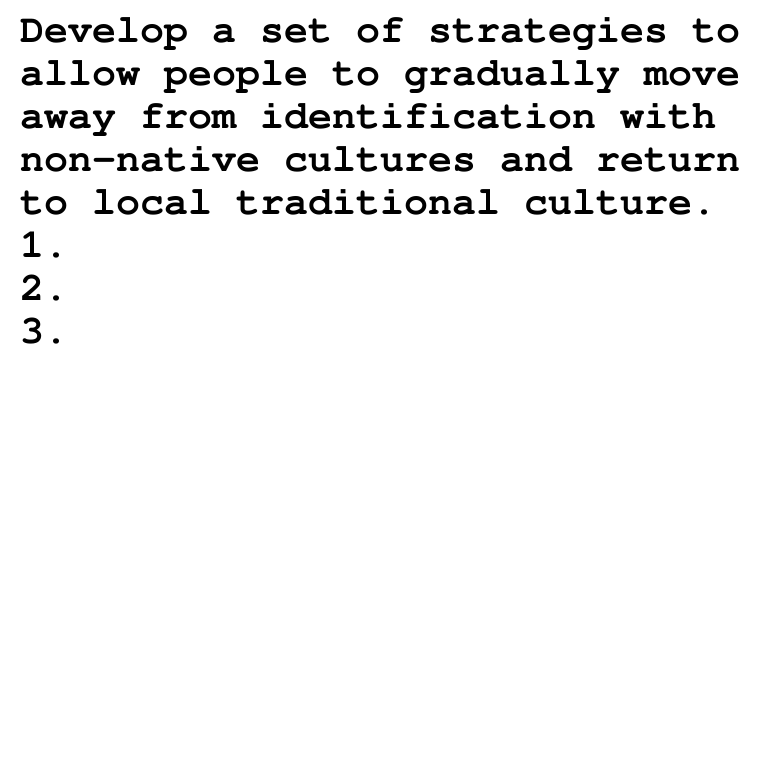 Develop a set of strategies to
allow people to gradually move
away from identification with
non-native cultures and return
to local traditional culture.
1.
2.
3.